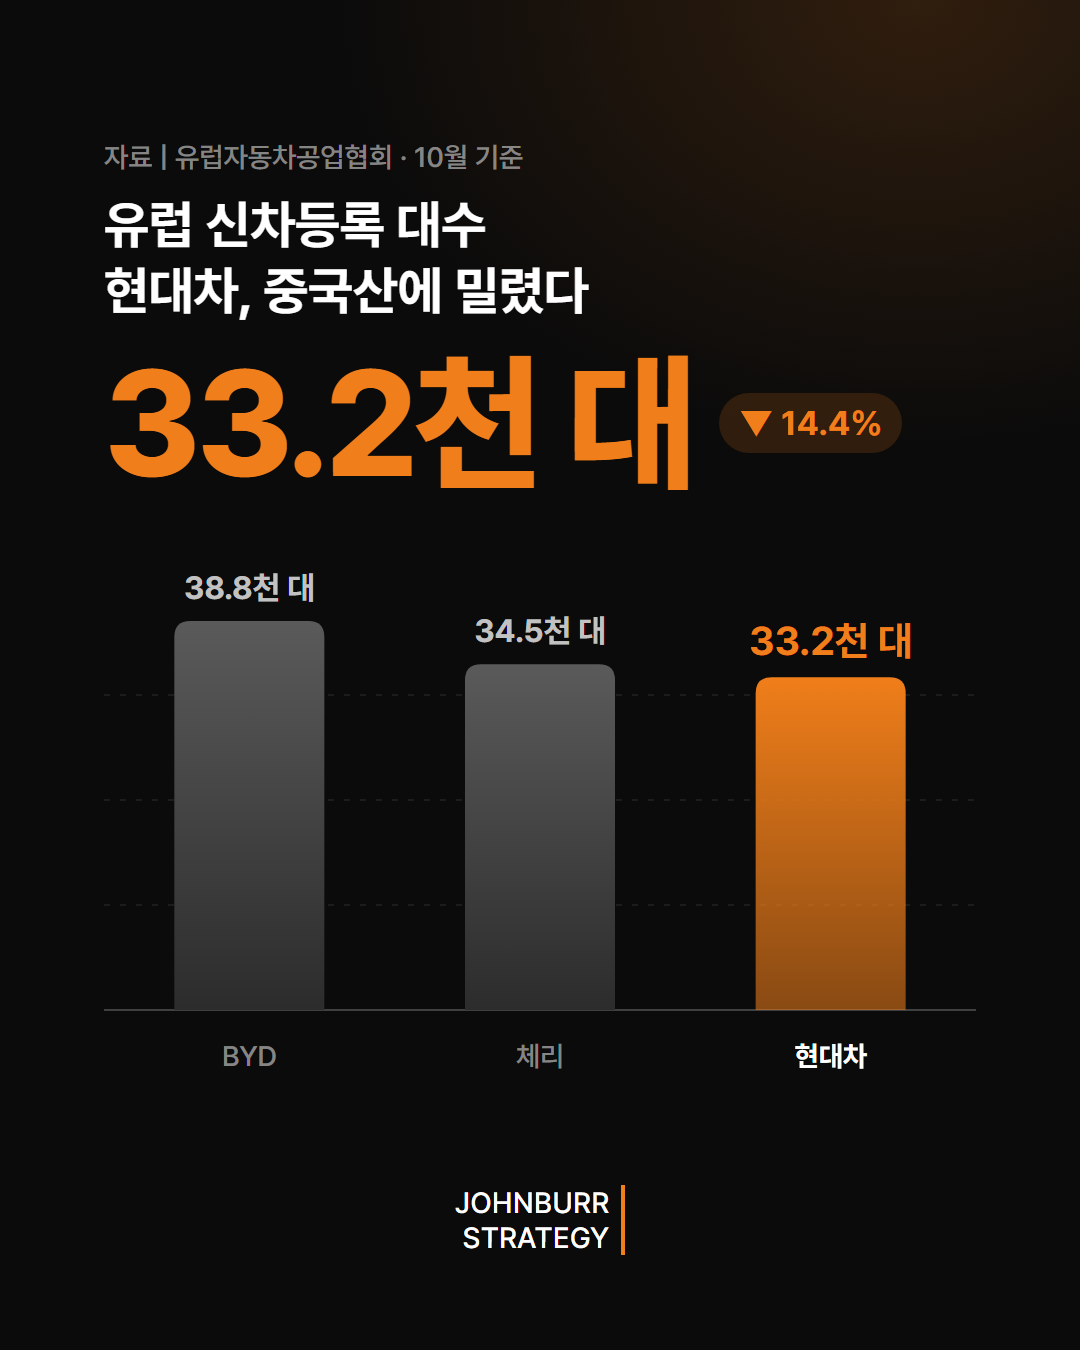 자료 | 유럽자동차공업협회 · 10월 기준
유럽 신차등록 대수
현대차, 중국산에 밀렸다
33.2천 대 ▼ 14.4%
38.8천 대
34.5천 대
33.2천 대
BYD
체리
현대차
JOHNBURR
STRATEGY